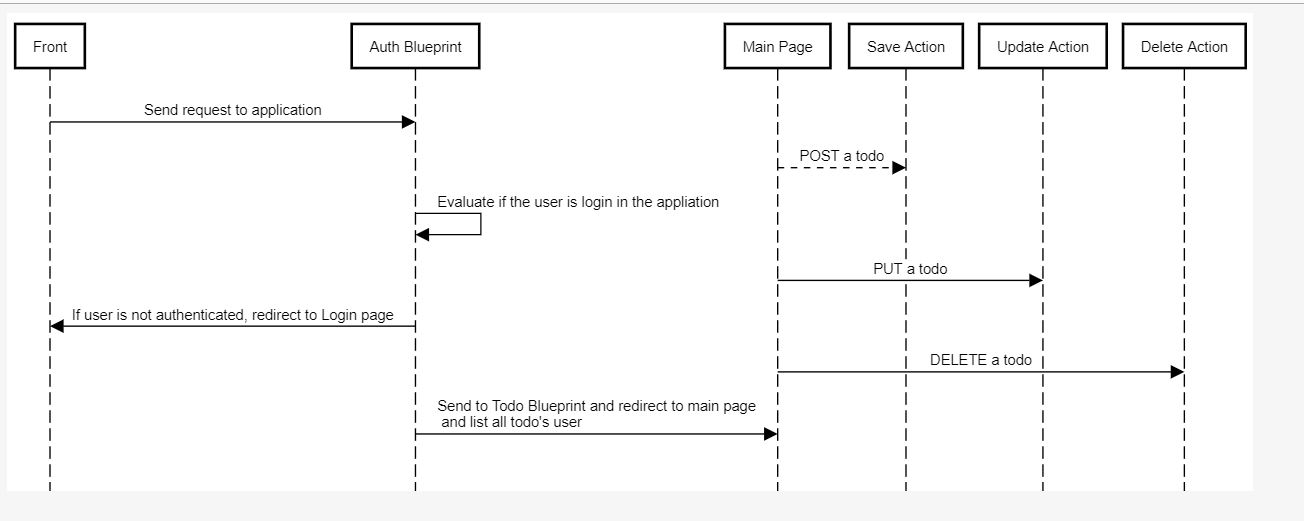 Front
Auth Blueprint
Main Page
Save Action
Update Action
Delete Action
Send request to application
POST a todo
Evaluate if the user is login in the appliation
PUT a todo
If user is not authenticated, redirect to Login page
DELETE a todo
Send to Todo Blueprint and redirect to main page
and list all todo's user